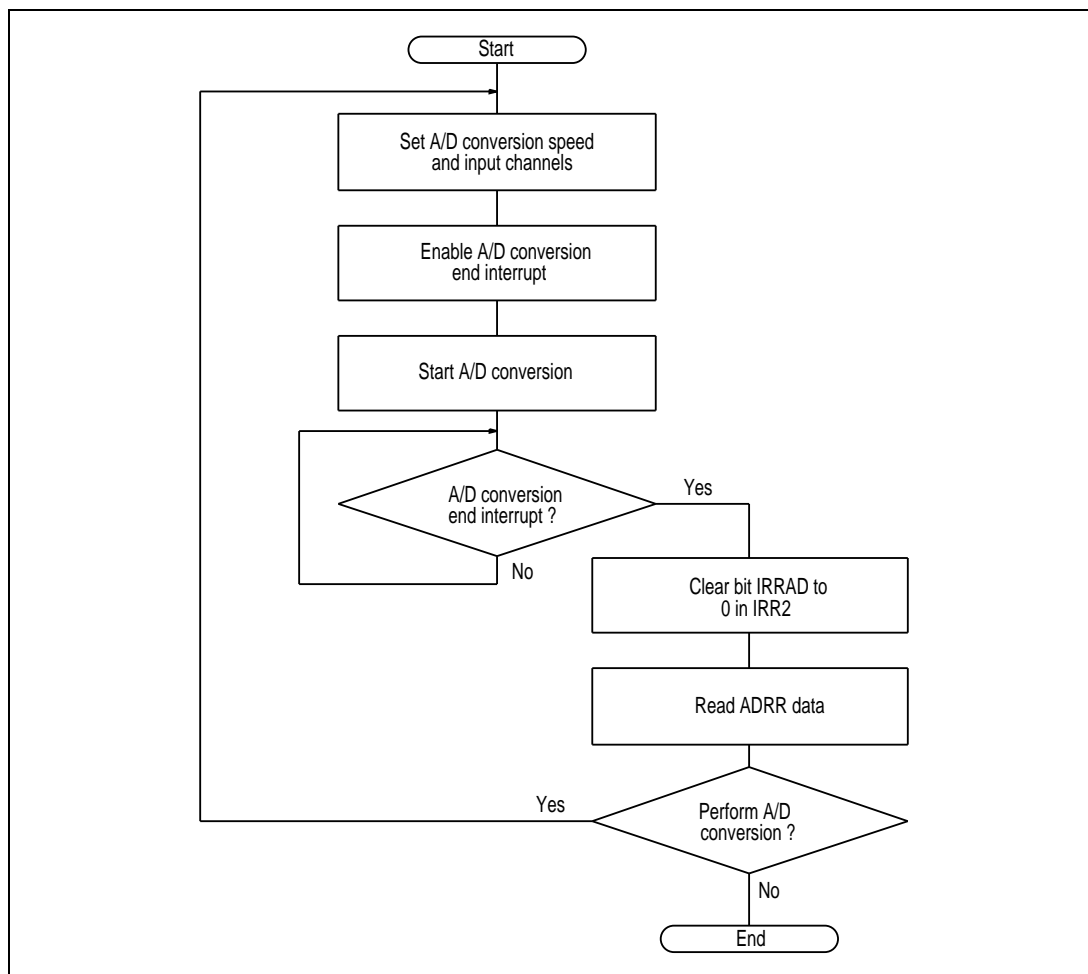 Start
Set A/D conversion speed
and input channels
Enable A/D conversion
end interrupt
Start A/D conversion
A/D conversion
end interrupt ?
Yes
No
Clear bit IRRAD to
0 in IRR2
Read ADRR data
Perform A/D
conversion ?
Yes
No
End